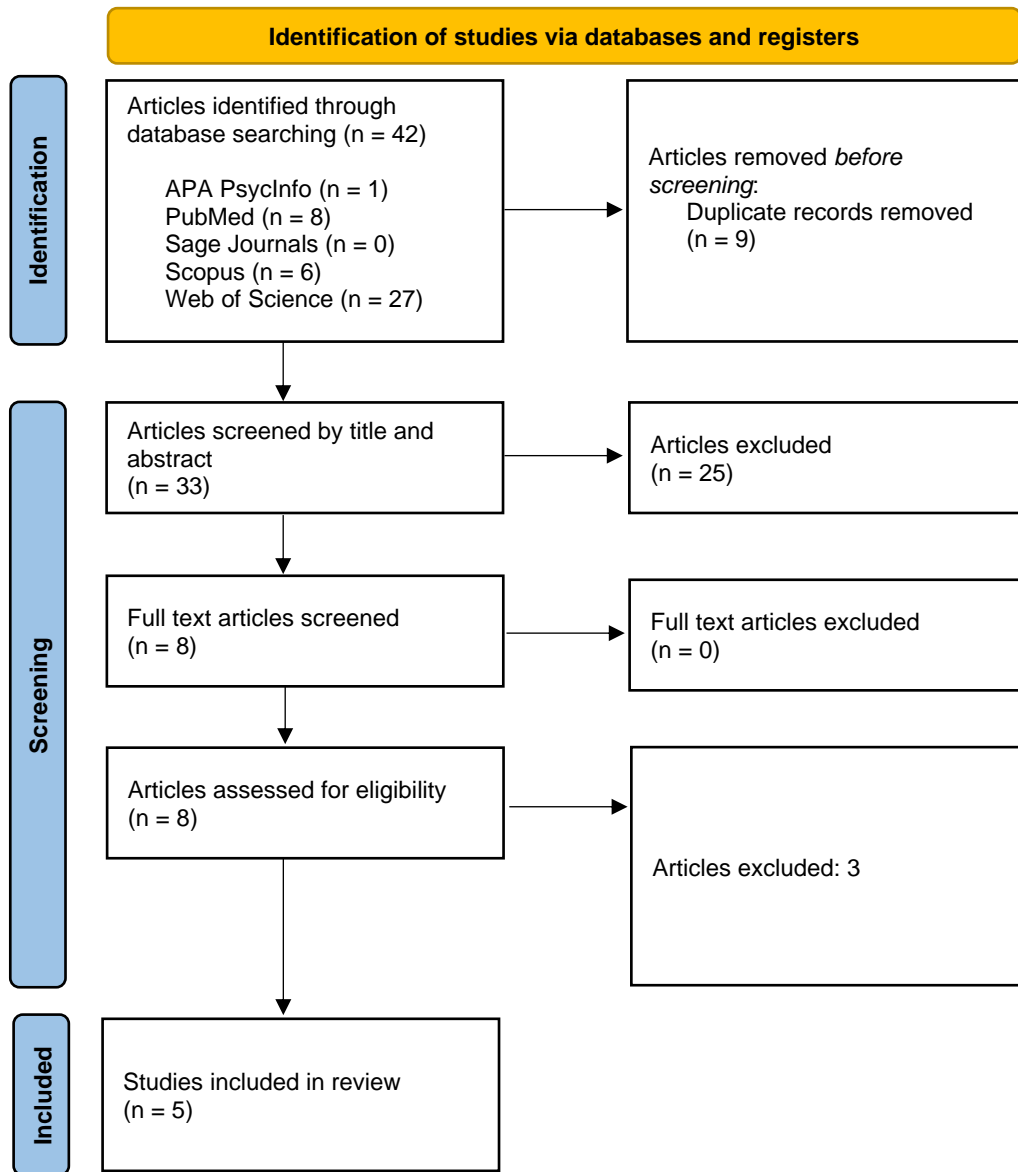 Identification of studies via databases and registers
Identification
Articles identified through
database searching (n = 42)
APA PsycInfo (n = 1)
PubMed (n = 8)
Sage Journals (n = 0)
Scopus (n = 6)
Web of Science (n = 27)
Articles removed before
screening:
Duplicate records removed
(n = 9)
Screening
Articles screened by title and
abstract
(n = 33)
Articles excluded
(n = 25)
Full text articles screened
(n = 8)
Full text articles excluded
(n = 0)
Articles assessed for eligibility
(n = 8)
Articles excluded: 3
Included
Studies included in review
(n = 5)